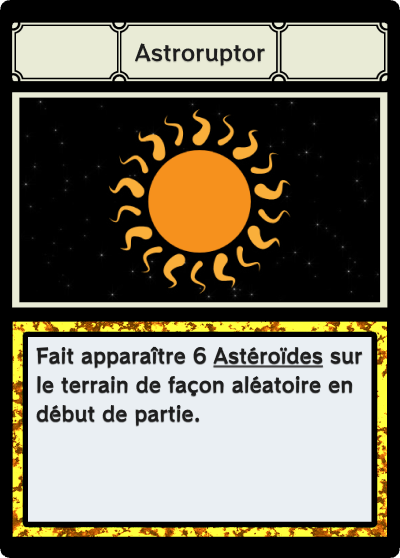 Astroruptor
Fait apparaître 6 Astéroïdes sur
le terrain de façon aléatoire en
début de partie.